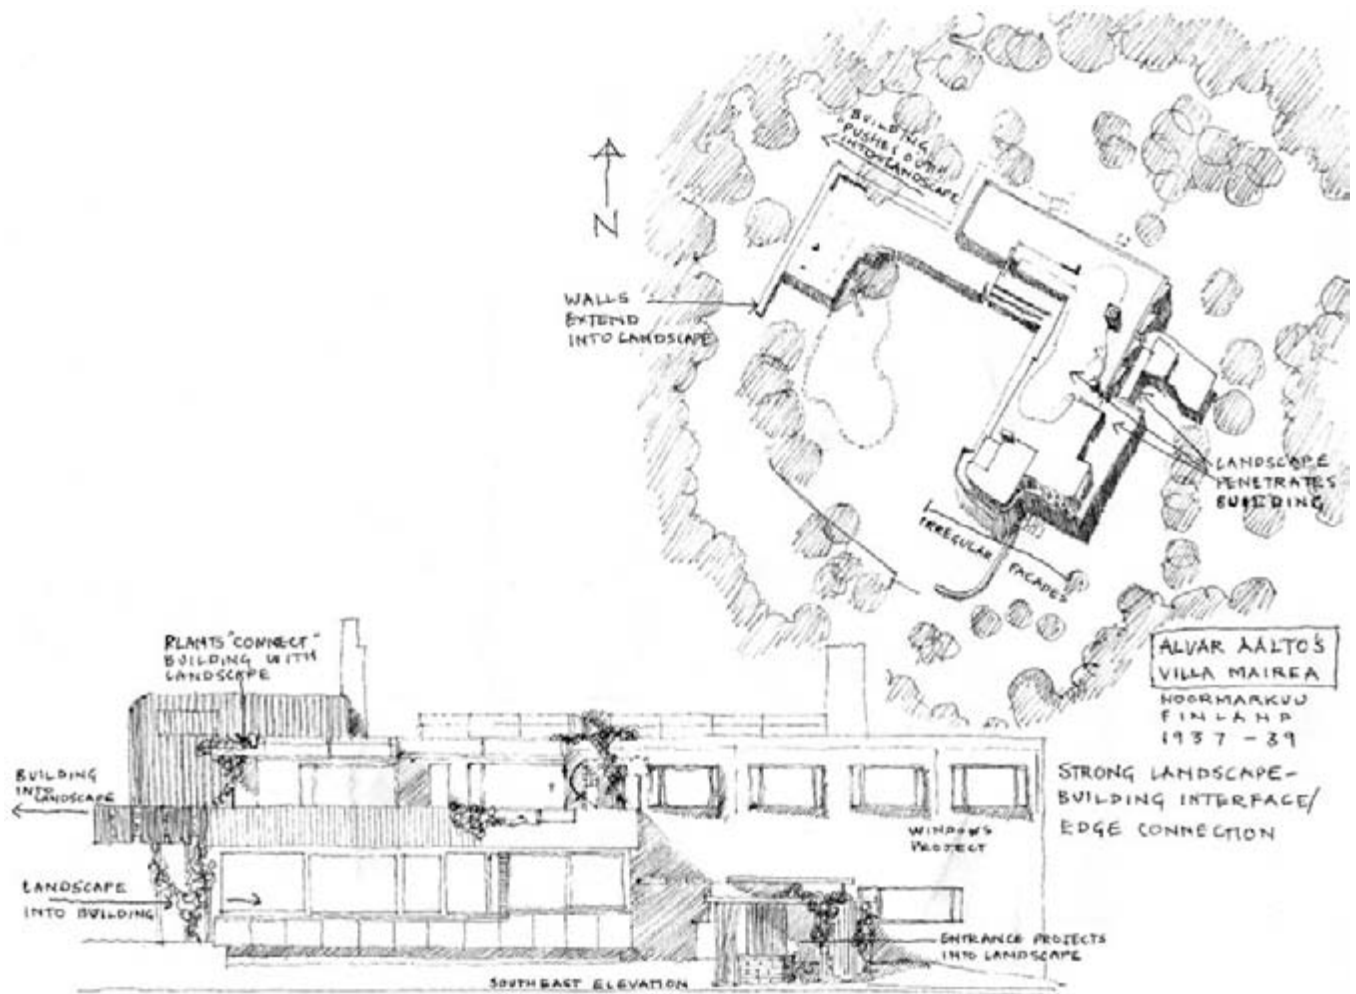 BUILDING
PUSHES OUT
INTO LANDSCAPE
N
WALLS
EXTEND
INTO LANDSCAPE
LANDSCAPE
PENETRATES
BUILDING
IRREGULAR FACADES
ALVAR AALTO'S
VILLA MAIREA
NOORMARKUU
FINLAND
1937-39
STRONG LANDSCAPE-
BUILDING INTERFACE/
EDGE CONNECTION
PLANTS "CONNECT"
BUILDING WITH
LANDSCAPE
BUILDING
INTO
LANDSCAPE
WINDOWS
PROJECT
LANDSCAPE
INTO BUILDING
ENTRANCE PROJECTS
INTO LANDSCAPE
SOUTHEAST ELEVATION